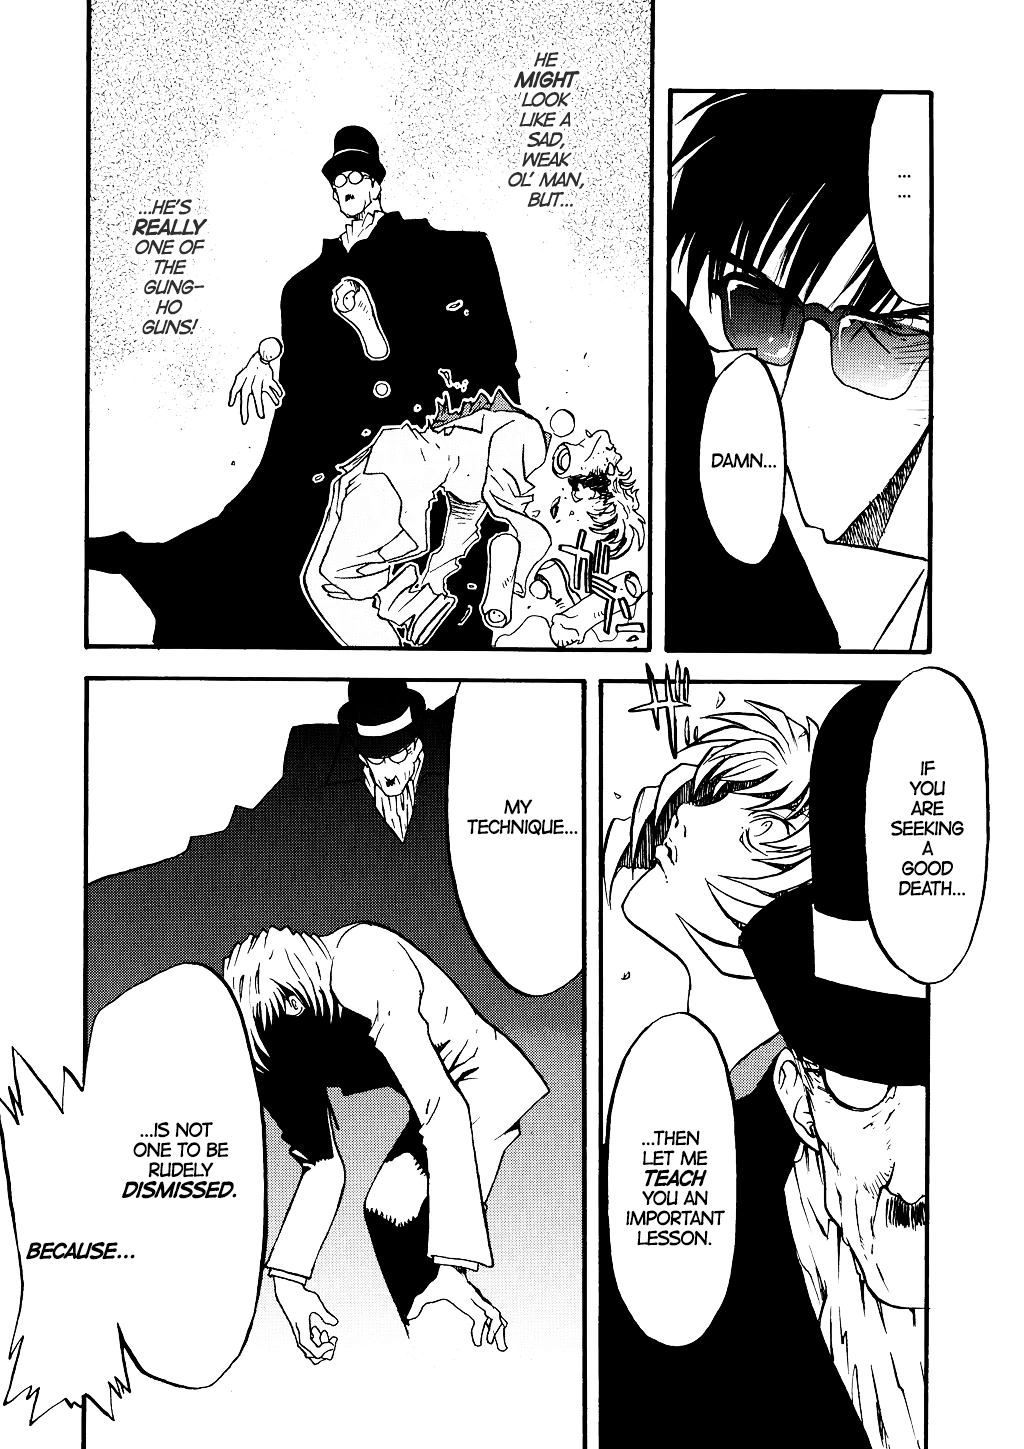 ...
...
DAMN...
HE
MIGHT
LOOK
LIKE A
SAD,
WEAK
OL' MAN,
BUT...
...HE'S
REALLY
ONE OF
THE
GUNG-
HO
GUNS!
IF
YOU
ARE
SEEKING
A
GOOD
DEATH...
...THEN
LET ME
TEACH
YOU AN
IMPORTANT
LESSON.
MY
TECHNIQUE...
...IS NOT
ONE TO BE
RUDELY
DISMISSED.
BECAUSE...